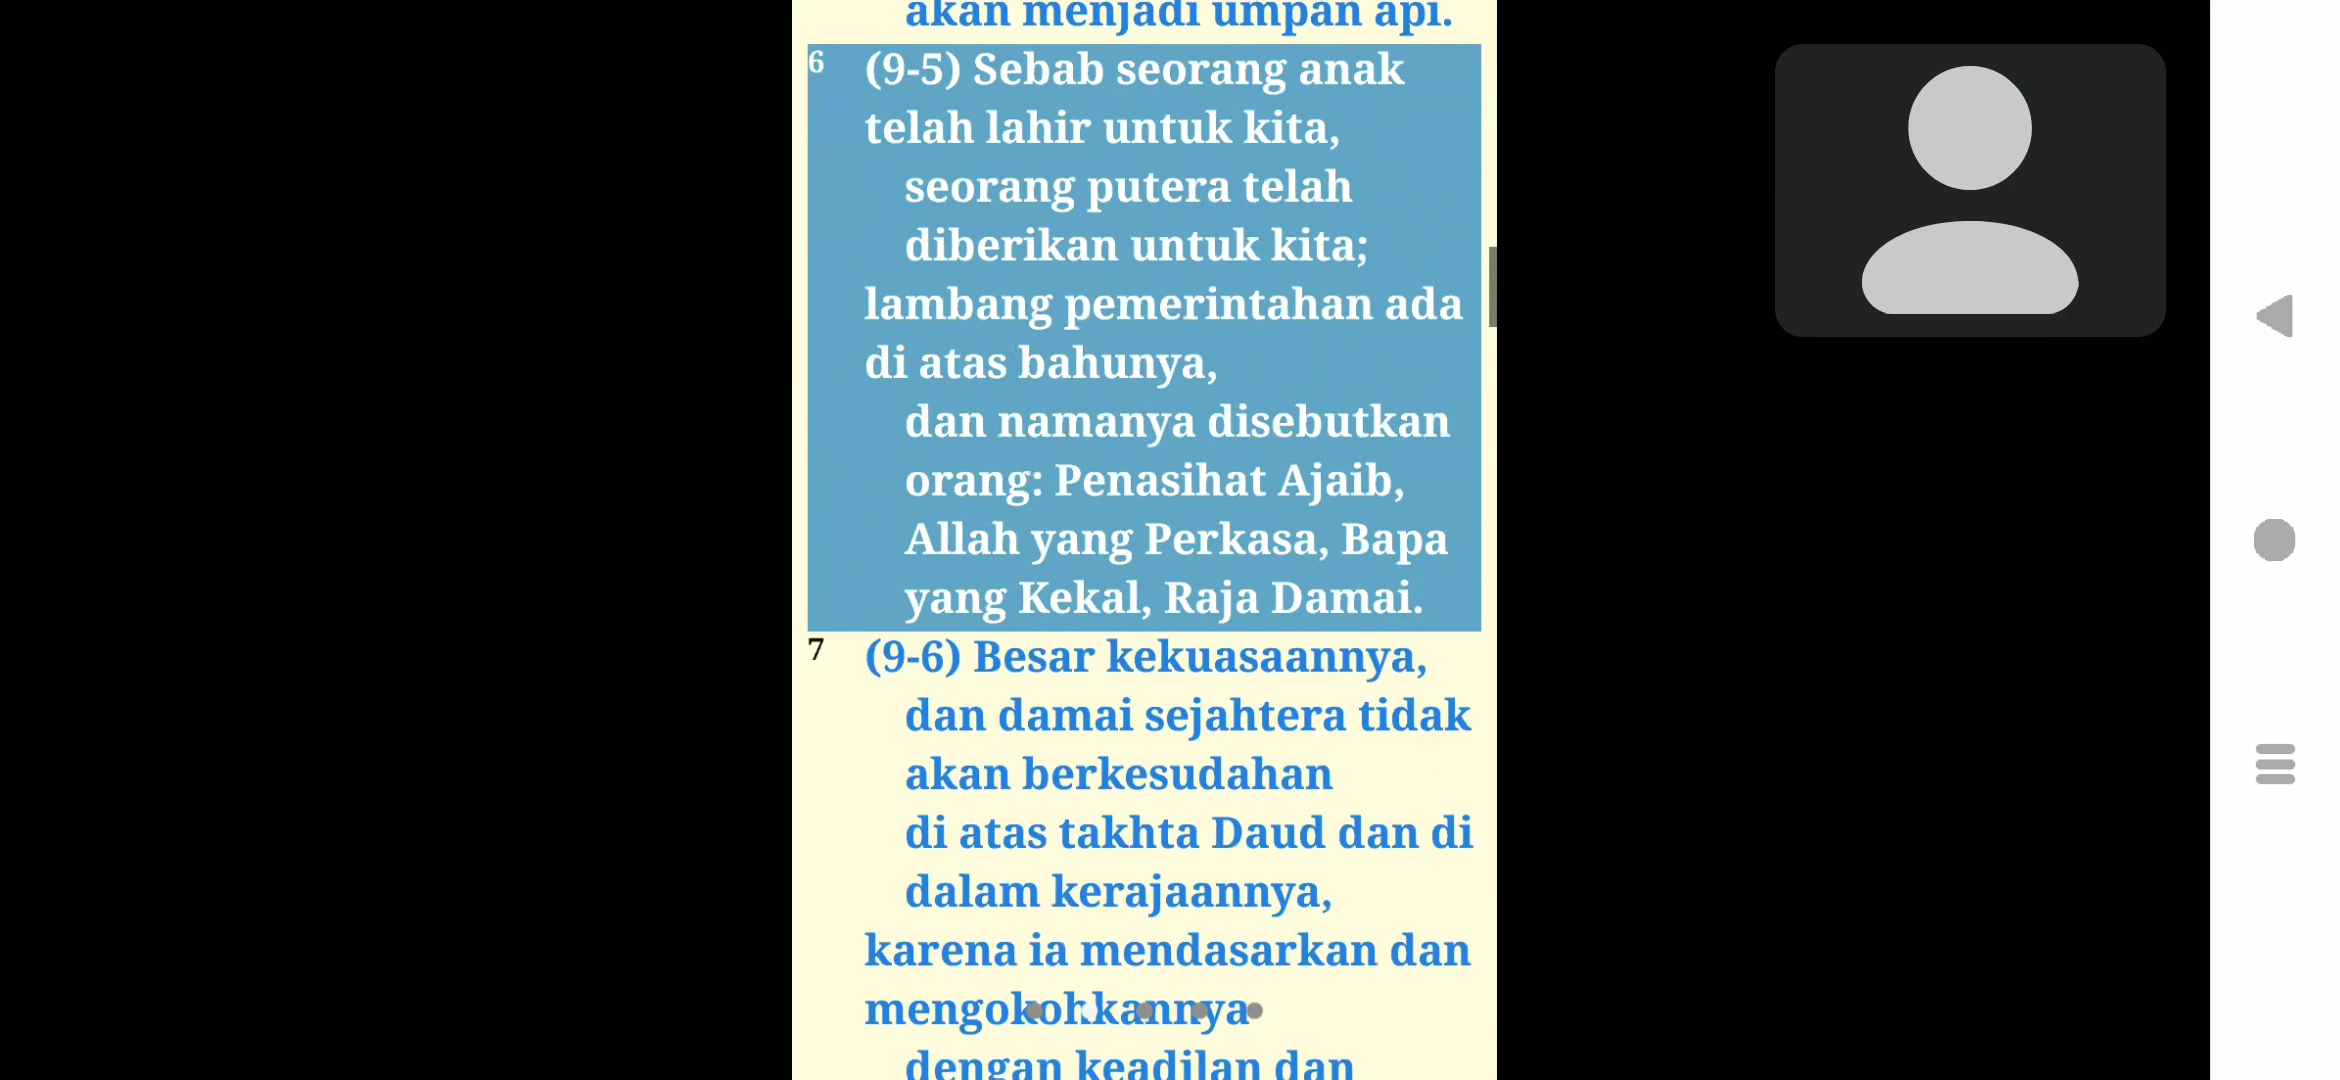 akan menjadi umpan api.
6 (9-5) Sebab seorang anak
telah lahir untuk kita,
seorang putera telah
diberikan untuk kita;
lambang pemerintahan ada
di atas bahunya,
dan namanya disebutkan
orang: Penasihat Ajaib,
Allah yang Perkasa, Bapa
yang Kekal, Raja Damai.
7 (9-6) Besar kekuasaannya,
dan damai sejahtera tidak
akan berkesudahan
di atas takhta Daud dan di
dalam kerajaannya,
karena ia mendasarkan dan
mengokohkannya
dengan keadilan dan